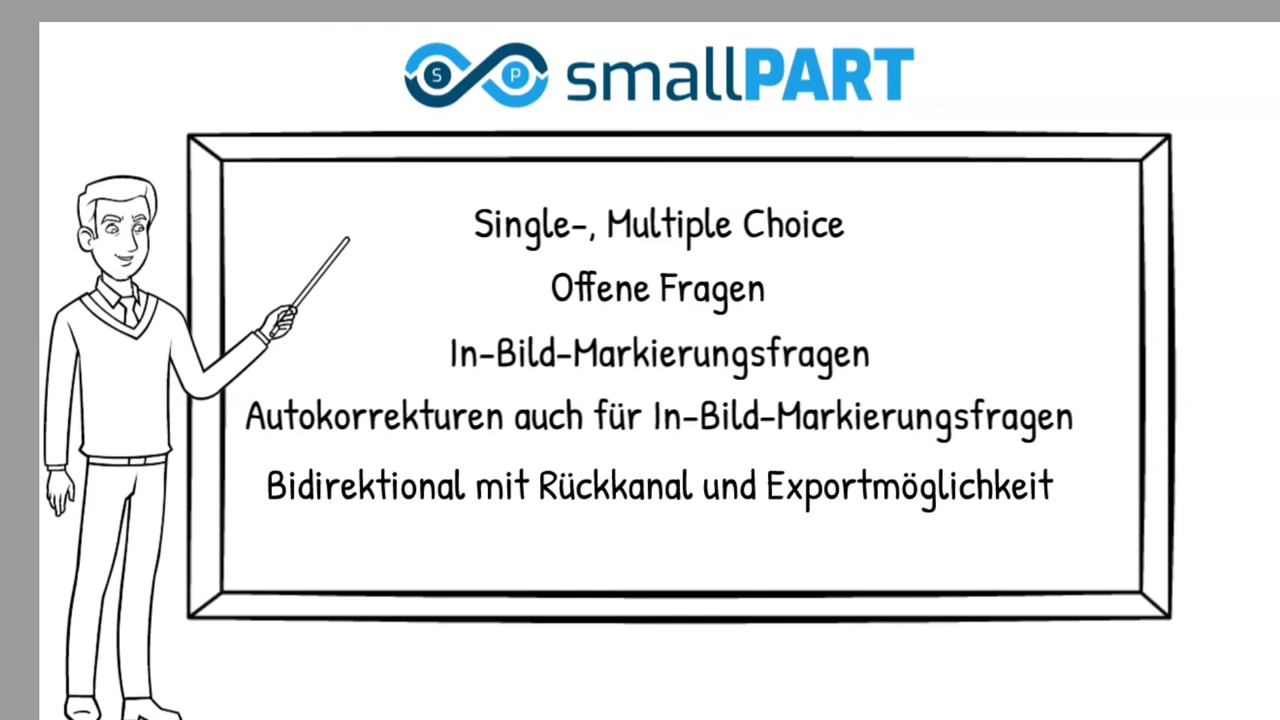 S P smallPART
Single-, Multiple Choice
Offene Fragen
In-Bild-Markierungsfragen
Autokorrekturen auch für In-Bild-Markierungsfragen
Bidirektional mit Rückkanal und Exportmöglichkeit